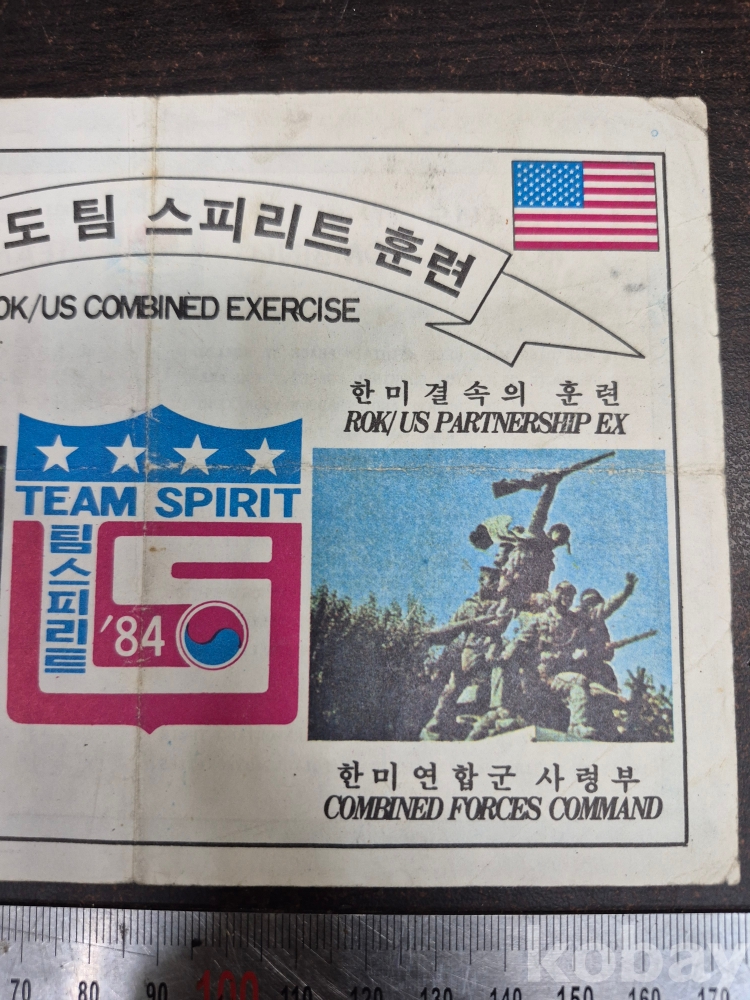 도 팀 스피리트 훈련
OK/US COMBINED EXERCISE
한미결속의 훈련
ROK/US PARTNERSHIP EX
TEAM SPIRIT
팀스피리트
'84
한미연합군 사령부
COMBINED FORCES COMMAND
70 80 90 100 110 120 130 140 150 160 170
kobay